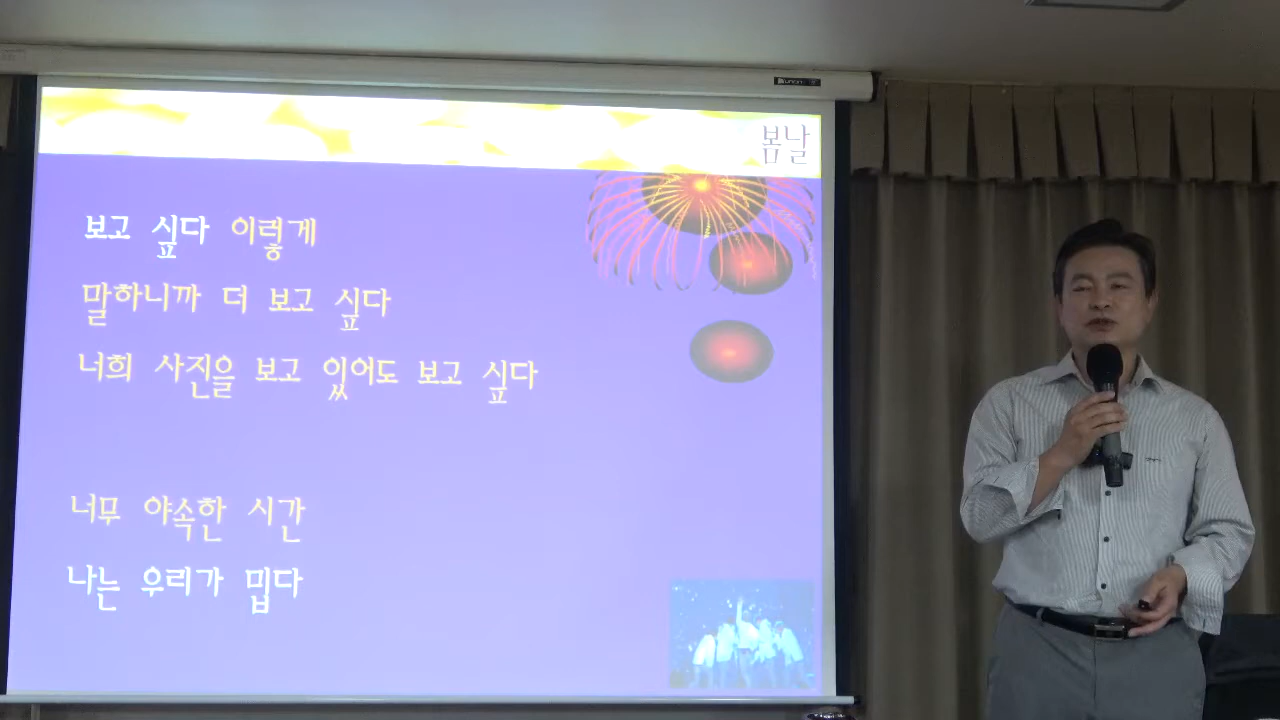 봄날
보고 싶다 이렇게
말하니까 더 보고 싶다
너희 사진을 보고 있어도 보고 싶다
너무 야속한 시간
나는 우리가 밉다